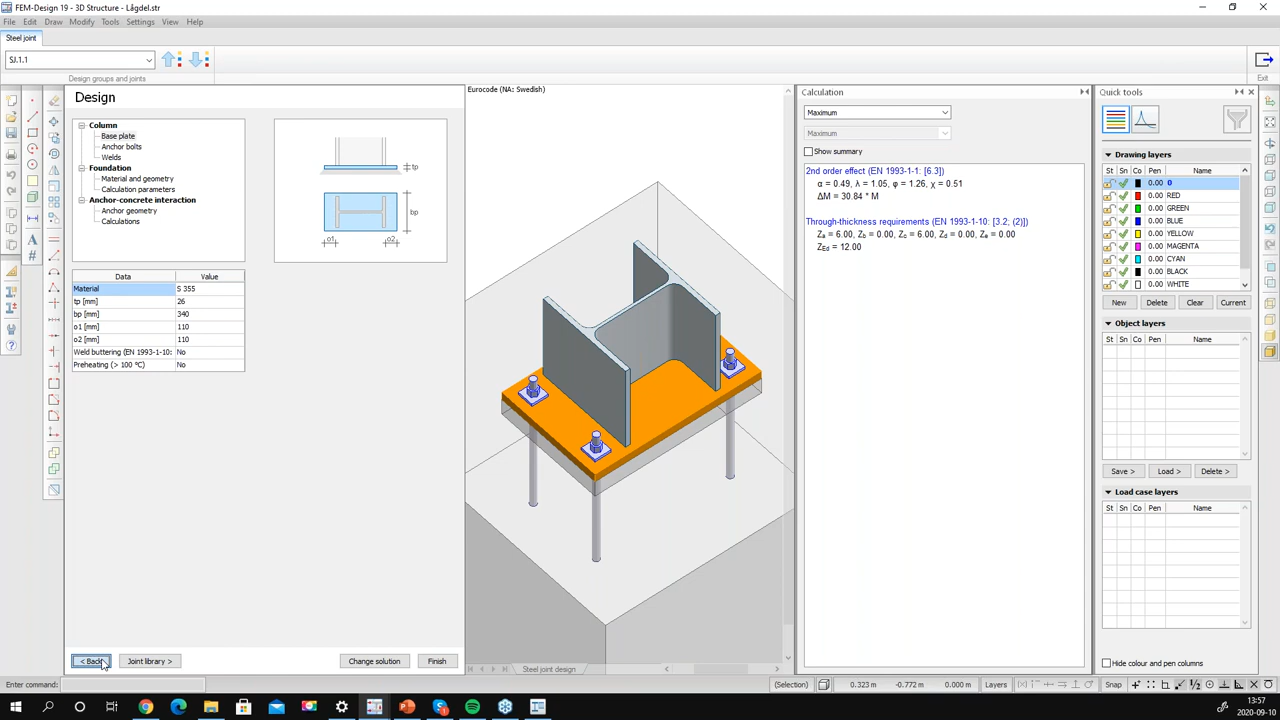 FEM-Design 19 - 3D Structure - Lågdel.str
File Edit Draw Modify Tools Settings View Help
Steel joint
SJ.1.1
Design groups and joints
Exit
Design
Column
Base plate
Anchor bolts
Welds
Foundation
Material and geometry
Calculation parameters
Anchor-concrete interaction
Anchor geometry
Calculations
tp
bp
o1 o2
Data Value
Material S 355
tp [mm] 26
bp [mm] 340
o1 [mm] 110
o2 [mm] 110
Weld buttering (EN 1993-1-10: No
Preheating (> 100 °C) No
< Back
Joint library >
Change solution
Finish
Eurocode (NA: Swedish)
Steel joint design
Calculation
Maximum
Maximum
Show summary
2nd order effect (EN 1993-1-1: [6.3])
α = 0.49, λ = 1.05, φ = 1.26, χ = 0.51
ΔM = 30.84 * M
Through-thickness requirements (EN 1993-1-10: [3.2; (2)])
Za = 6.00, Zb = 0.00, Zc = 6.00, Zd = 0.00, Ze = 0.00
ZEd = 12.00
Quick tools
Drawing layers
St Sn Co Pen Name
0.00 0
0.00 RED
0.00 GREEN
0.00 BLUE
0.00 YELLOW
0.00 MAGENTA
0.00 CYAN
0.00 BLACK
0.00 WHITE
New Delete Clear Current
Object layers
St Sn Co Pen Name
Save > Load > Delete >
Load case layers
St Sn Co Pen Name
Hide colour and pen columns
Enter command:
(Selection)
0.323 m -0.772 m 0.000 m
Layers
Snap
13:57
2020-09-10